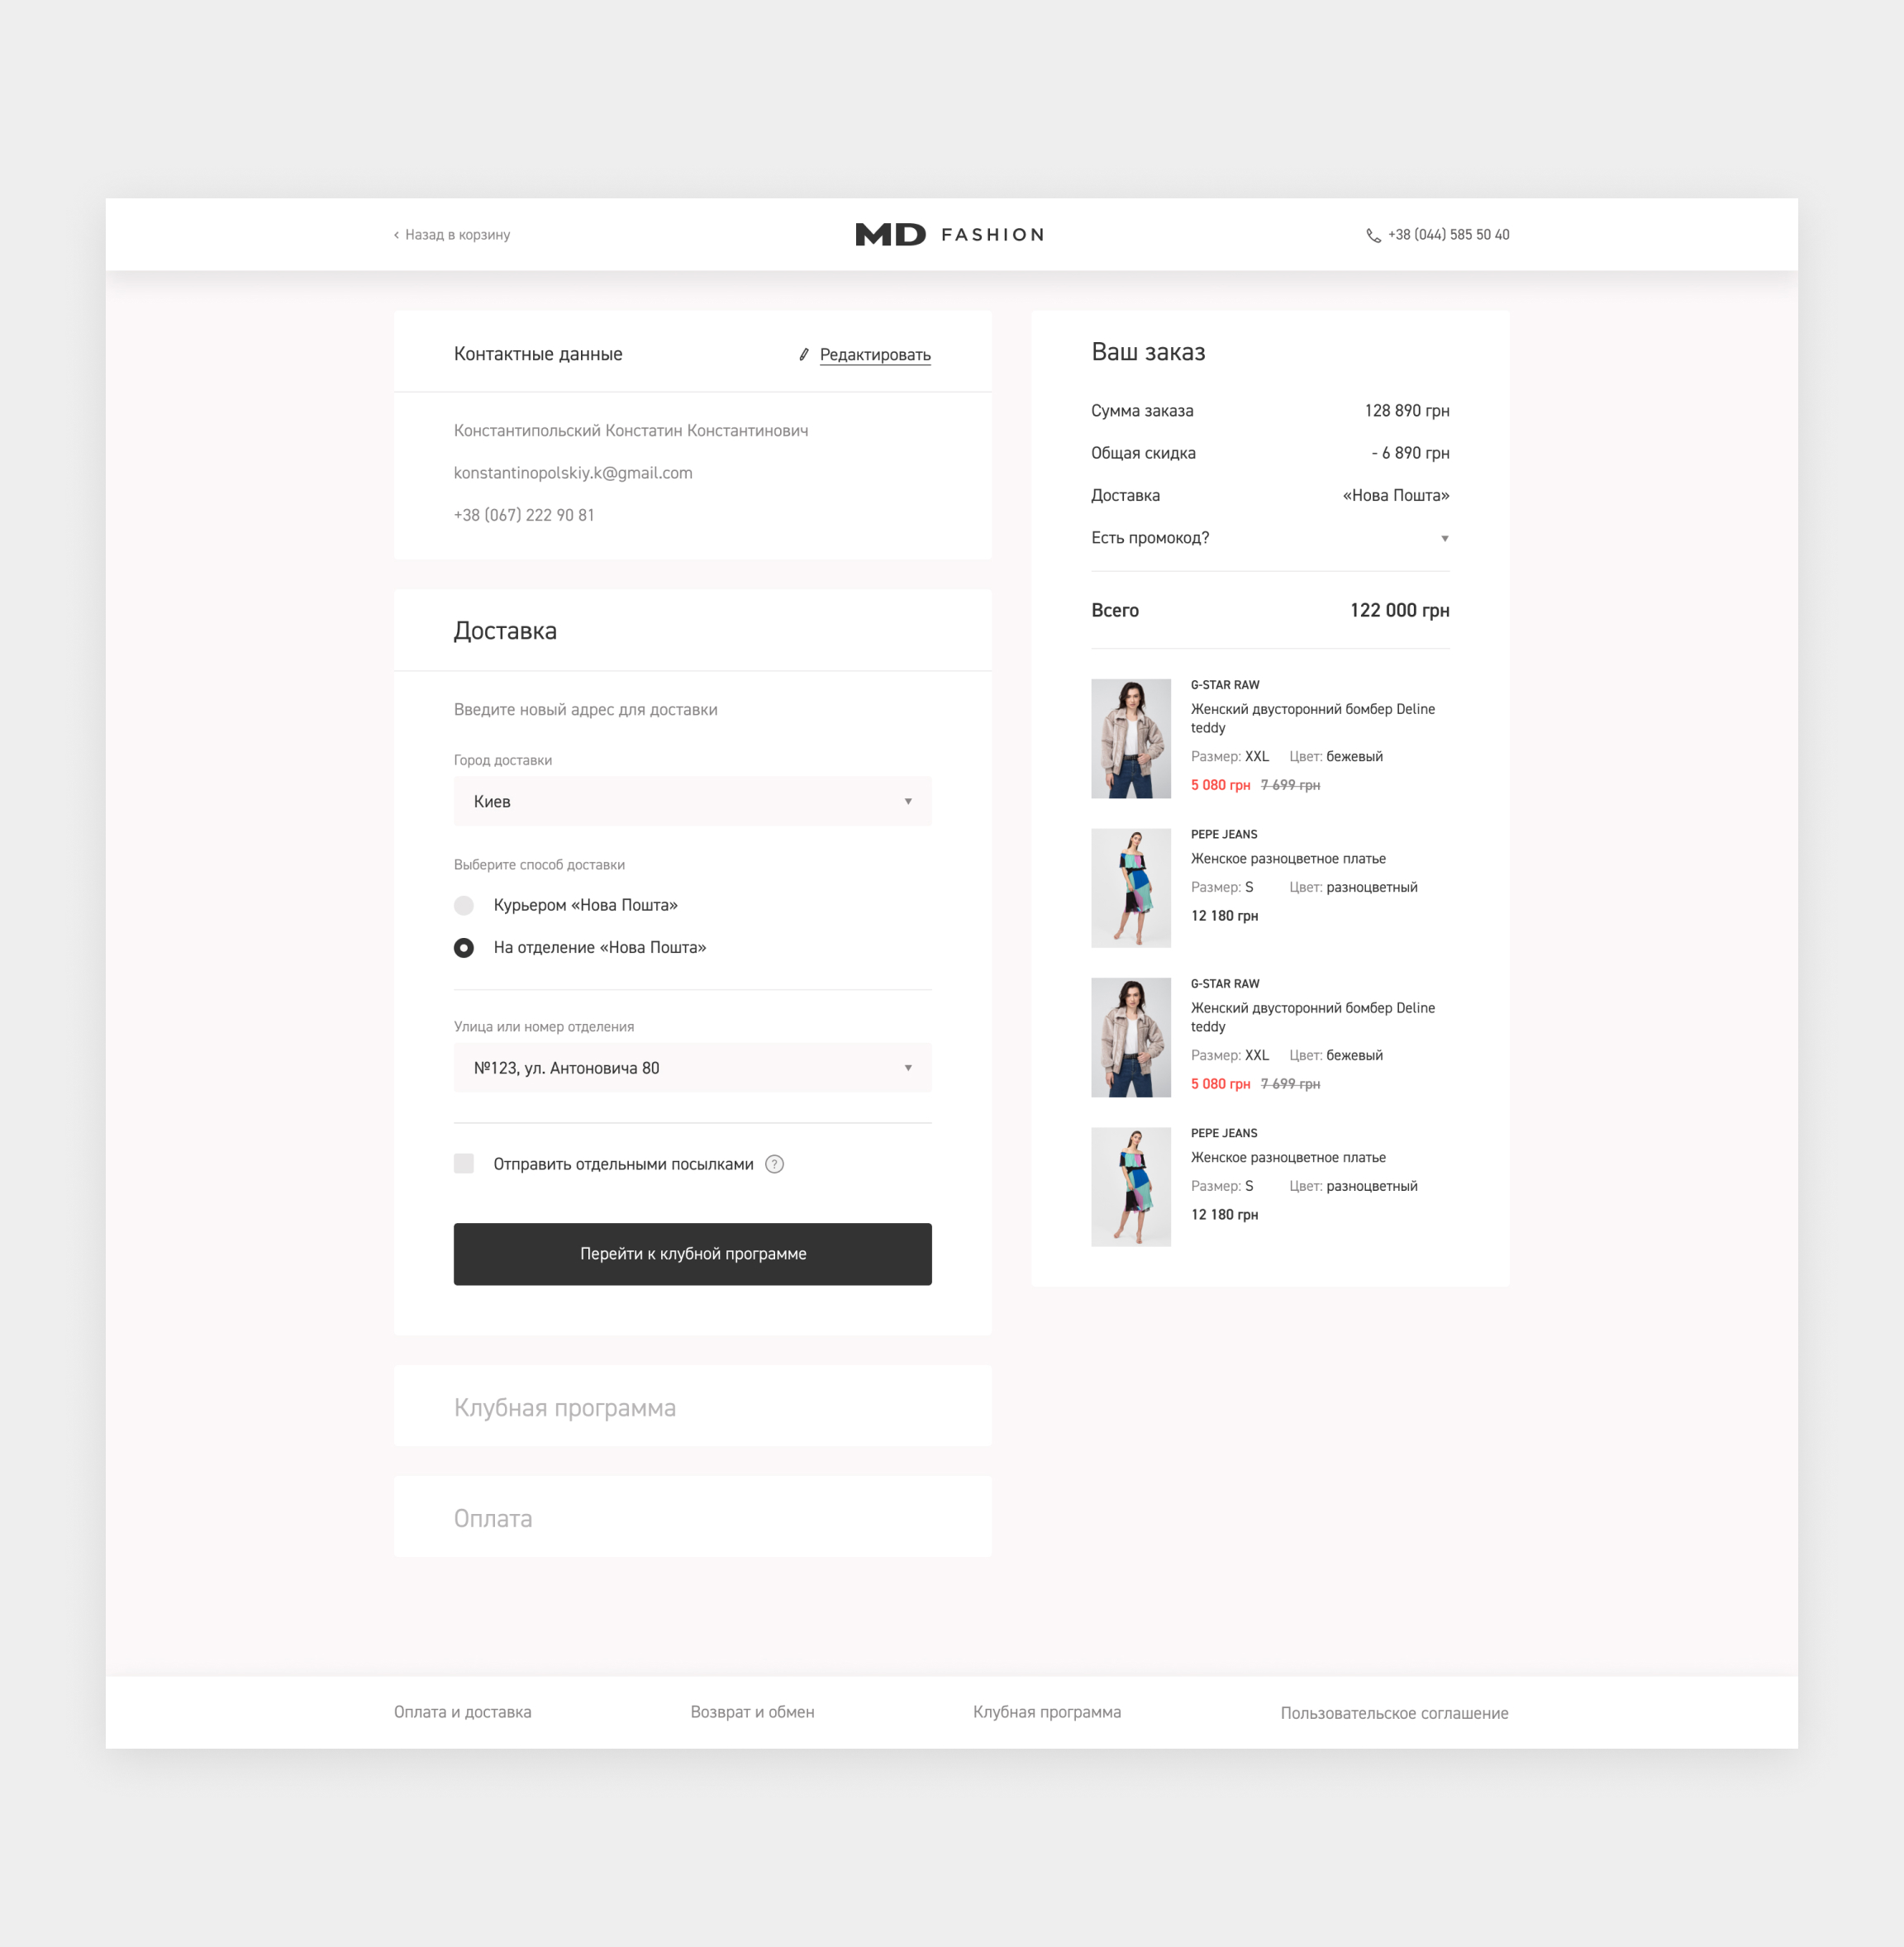 Назад в корзину
MD FASHION
+38 (044) 585 50 40
Контактные данные
Редактировать
Константипольский Констатин Константинович
konstantinopolskiy.k@gmail.com
+38 (067) 222 90 81
Доставка
Введите новый адрес для доставки
Город доставки
Киев
Выберите способ доставки
Курьером «Нова Пошта»
На отделение «Нова Пошта»
Улица или номер отделения
№123, ул. Антоновича 80
Отправить отдельными посылками ?
Перейти к клубной программе
Клубная программа
Оплата
Ваш заказ
Сумма заказа 128 890 грн
Общая скидка - 6 890 грн
Доставка «Нова Пошта»
Есть промокод?
Всего 122 000 грн
G-STAR RAW
Женский двусторонний бомбер Deline
teddy
Размер: XXL Цвет: бежевый
5 080 грн 7 699 грн
PEPE JEANS
Женское разноцветное платье
Размер: S Цвет: разноцветный
12 180 грн
G-STAR RAW
Женский двусторонний бомбер Deline
teddy
Размер: XXL Цвет: бежевый
5 080 грн 7 699 грн
PEPE JEANS
Женское разноцветное платье
Размер: S Цвет: разноцветный
12 180 грн
Оплата и доставка
Возврат и обмен
Клубная программа
Пользовательское соглашение